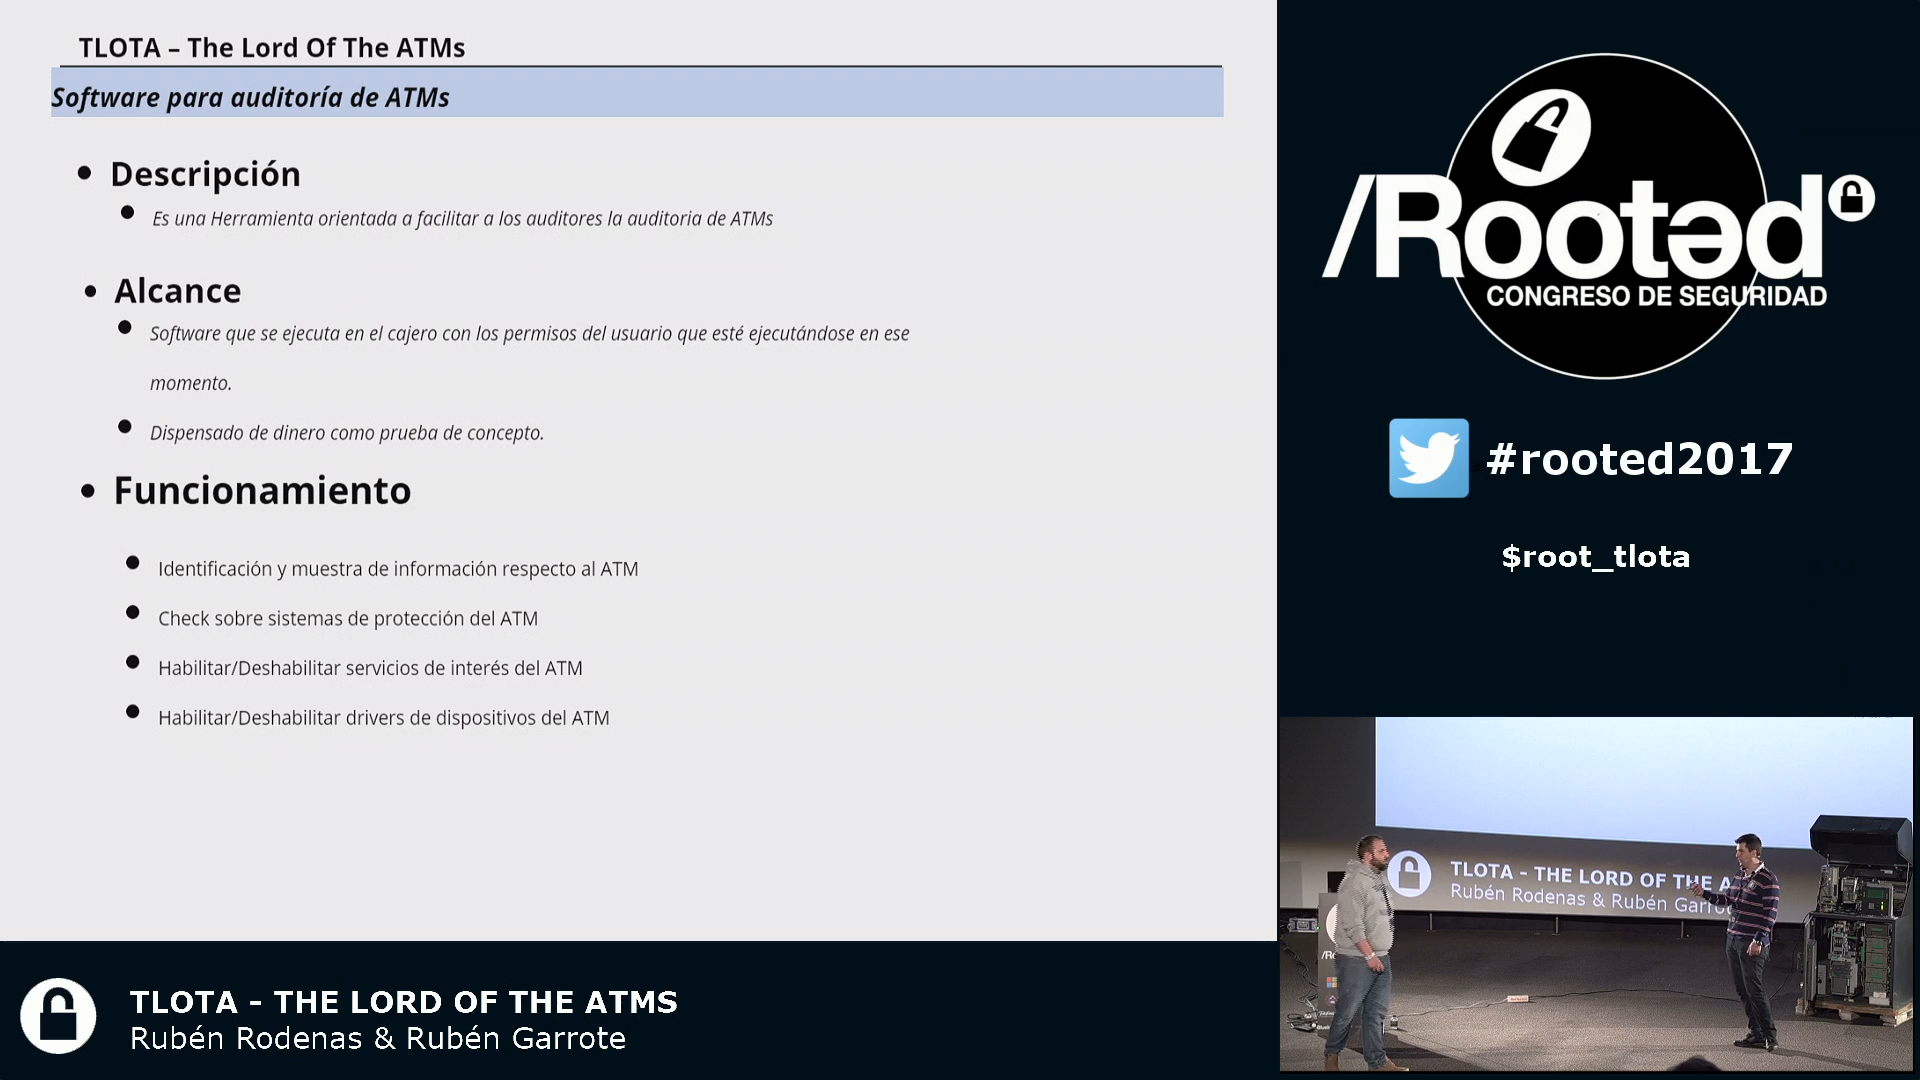 TLOTA – The Lord Of The ATMs
Software para auditoría de ATMs
Descripción
Es una Herramienta orientada a facilitar a los auditores la auditoria de ATMs
Alcance
Software que se ejecuta en el cajero con los permisos del usuario que esté ejecutándose en ese
momento.
Dispensado de dinero como prueba de concepto.
Funcionamiento
Identificación y muestra de información respecto al ATM
Check sobre sistemas de protección del ATM
Habilitar/Deshabilitar servicios de interés del ATM
Habilitar/Deshabilitar drivers de dispositivos del ATM
TLOTA - THE LORD OF THE ATMS
Rubén Rodenas & Rubén Garrote
/Rootəd
CONGRESO DE SEGURIDAD
#rooted2017
$root_tlota
TLOTA - THE LORD OF THE A
Rubén Rodenas & Rubén Garro